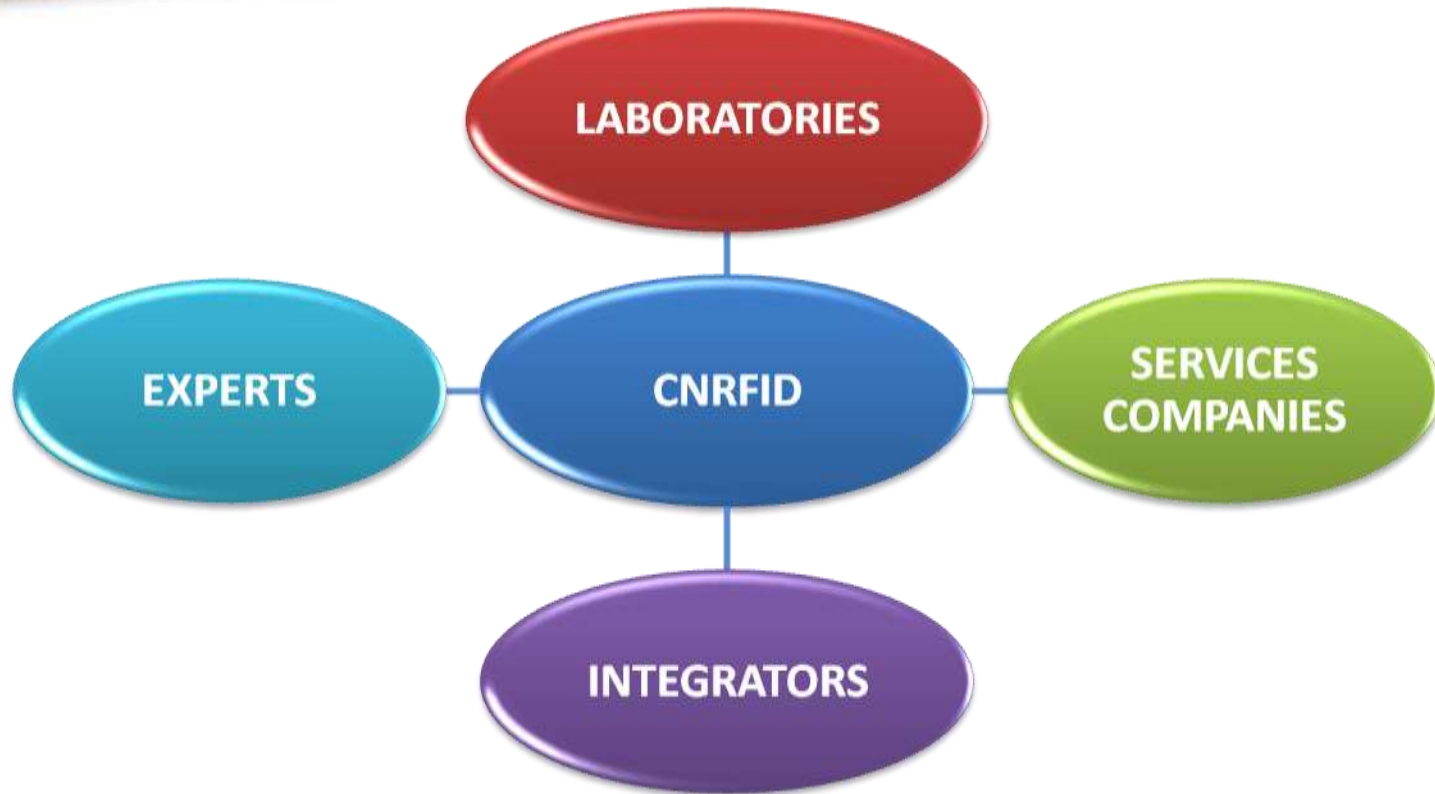 LABORATORIES
EXPERTS
CNRFID
SERVICES
COMPANIES
INTEGRATORS